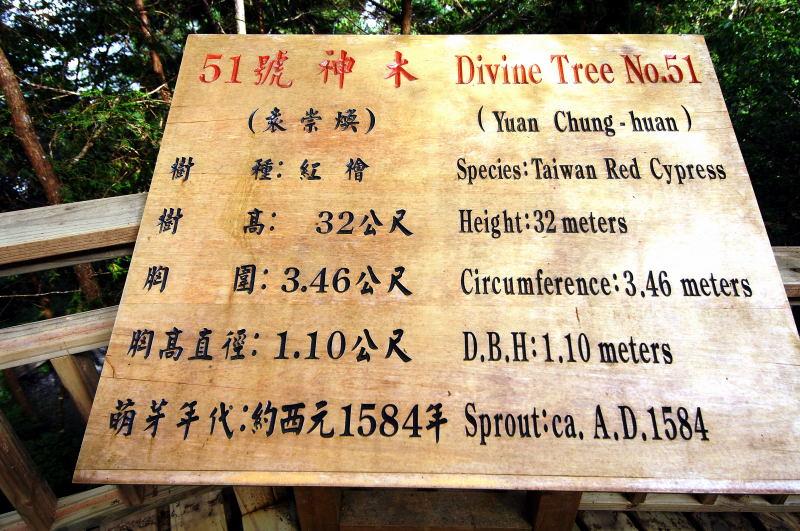 51號神木 Divine Tree No.51
(袁崇煥) (Yuan Chung-huan)
樹種:紅檜 Species:Taiwan Red Cypress
樹高:32公尺 Height:32 meters
胸圍:3.46公尺 Circumference:3.46 meters
胸高直徑:1.10公尺 D.B.H:1.10 meters
萌芽年代:約西元1584年 Sprout:ca. A.D.1584